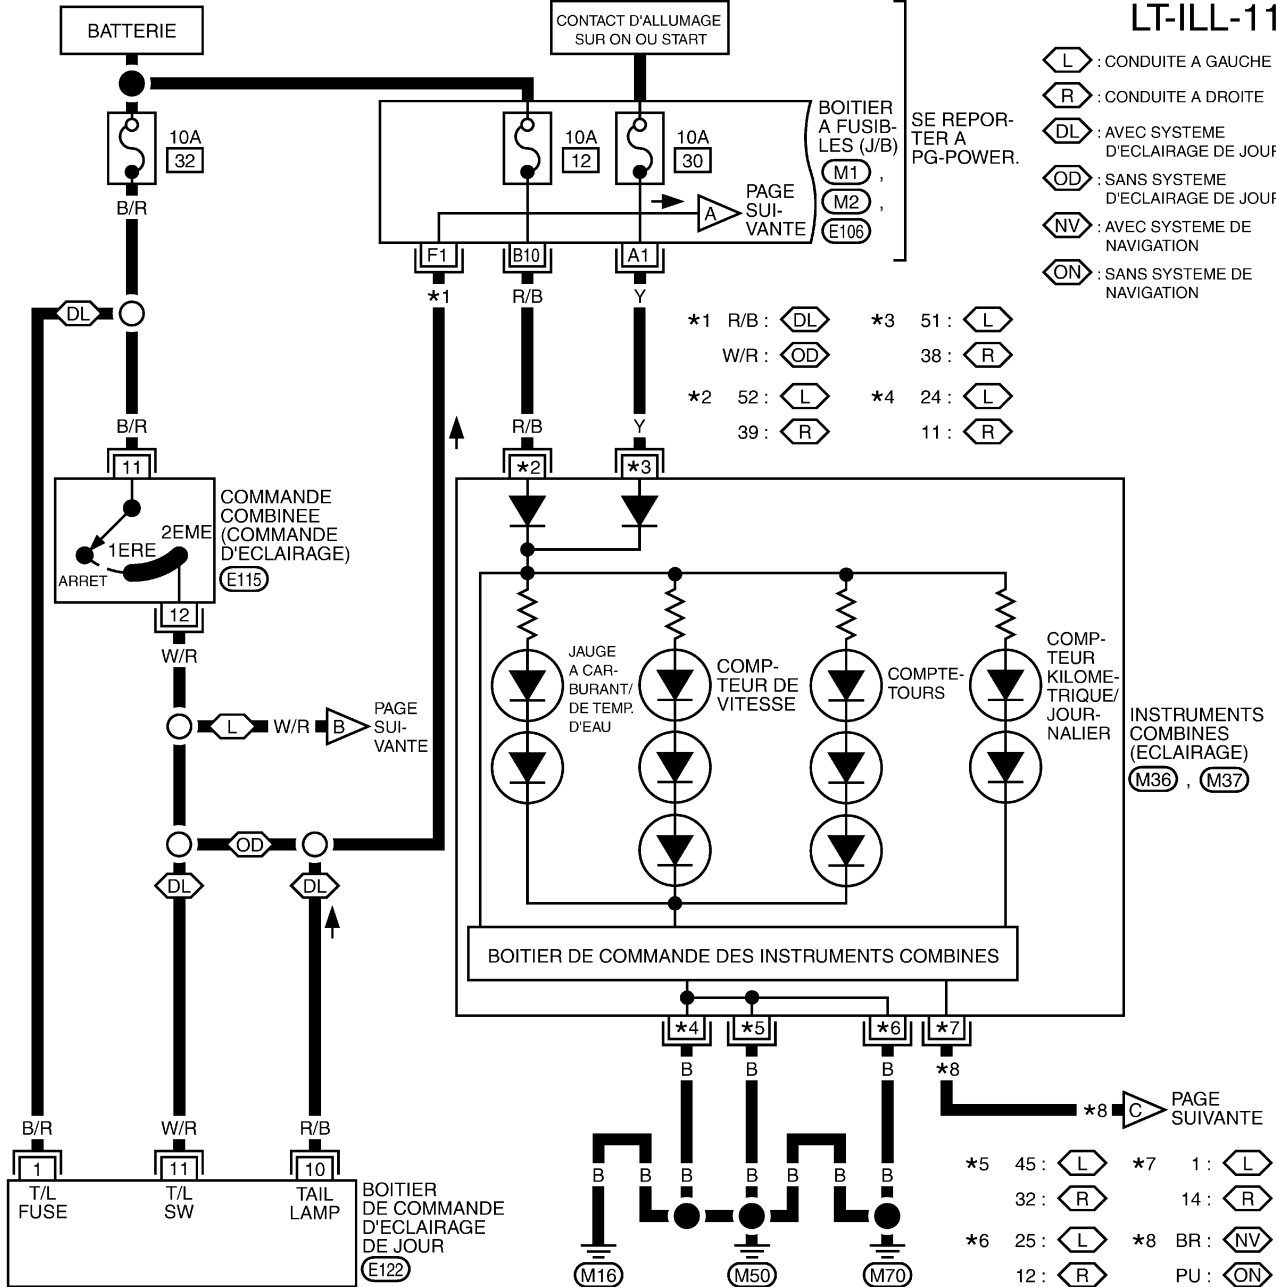 LT-ILL-11
BATTERIE
CONTACT D'ALLUMAGE
SUR ON OU START
L : CONDUITE A GAUCHE
R : CONDUITE A DROITE
DL : AVEC SYSTEME
D'ECLAIRAGE DE JOUR
OD : SANS SYSTEME
D'ECLAIRAGE DE JOUR
NV : AVEC SYSTEME DE
NAVIGATION
ON : SANS SYSTEME DE
NAVIGATION
10A
32
10A
12
10A
30
BOITIER
A FUSIB-
LES (J/B)
M1 ,
M2 ,
E106
SE REPOR-
TER A
PG-POWER.
A
PAGE
SUI-
VANTE
B/R
F1
B10
A1
*1
R/B
Y
DL
*1 R/B : DL
W/R : OD
*2 52 : L
39 : R
*3 51 : L
38 : R
*4 24 : L
11 : R
B/R
R/B
Y
11
*2
*3
COMMANDE
COMBINEE
(COMMANDE
D'ECLAIRAGE)
E115
2EME
1ERE
ARRET
12
W/R
L
W/R
B
PAGE
SUI-
VANTE
JAUGE
A CAR-
BURANT/
DE TEMP.
D'EAU
COMP-
TEUR DE
VITESSE
COMPTE-
TOURS
COMP-
TEUR
KILOME-
TRIQUE/
JOUR-
NALIER
INSTRUMENTS
COMBINES
(ECLAIRAGE)
M36 , M37
OD
DL
DL
BOITIER DE COMMANDE DES INSTRUMENTS COMBINES
*4
*5
*6
*7
B
B
B
*8
*8
C
PAGE
SUIVANTE
B/R
W/R
R/B
1
11
10
T/L
FUSE
T/L
SW
TAIL
LAMP
BOITIER
DE COMMANDE
D'ECLAIRAGE
DE JOUR
E122
B
B
B
B
B
B
B
M16
M50
M70
*5 45 : L
32 : R
*6 25 : L
12 : R
*7 1 : L
14 : R
*8 BR : NV
PU : ON